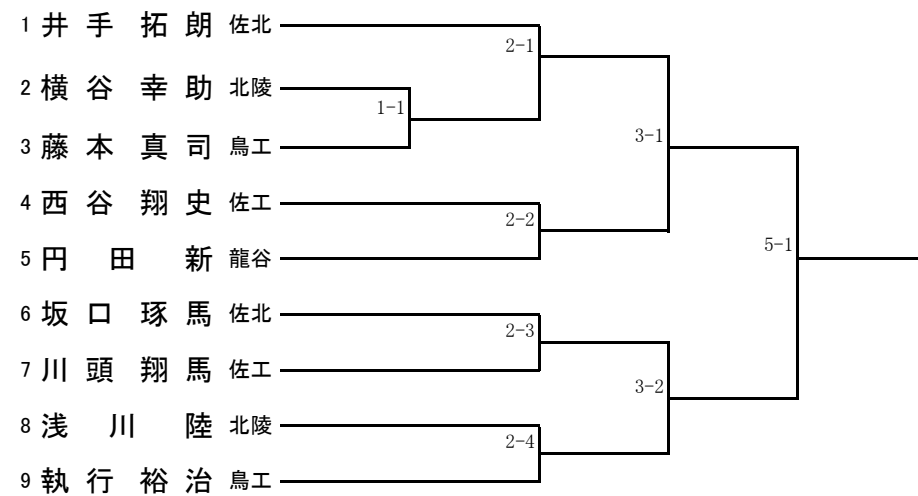 1 井手 拓朗 佐北
2-1
2 横谷 幸助 北陵
1-1
3 藤本 真司 鳥工
3-1
4 西谷 翔史 佐工
2-2
5 円田 新 龍谷
5-1
6 坂口 琢馬 佐北
2-3
7 川頭 翔馬 佐工
3-2
8 浅川 陸 北陵
2-4
9 執行 裕治 鳥工